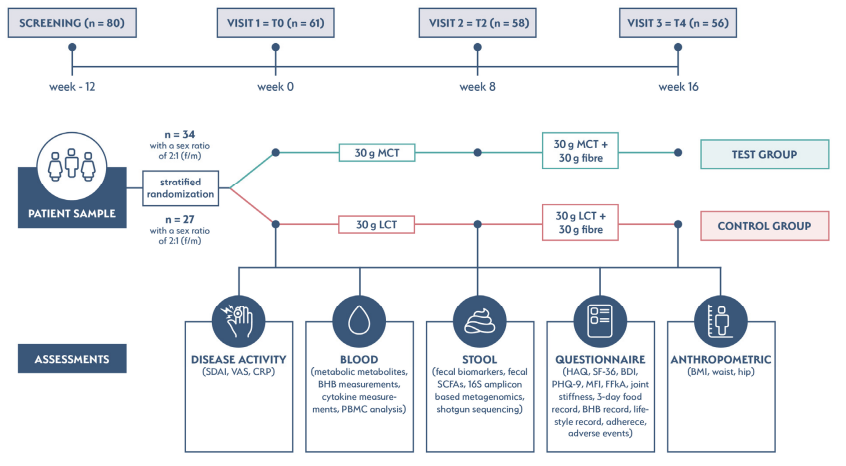 SCREENING (n = 80)
VISIT 1 = T0 (n = 61)
VISIT 2 = T2 (n = 58)
VISIT 3 = T4 (n = 56)
week - 12
week 0
week 8
week 16
n = 34
with a sex ratio
of 2:1 (f/m)
PATIENT SAMPLE
stratified
randomization
n = 27
with a sex ratio
of 2:1 (f/m)
30 g MCT
30 g MCT +
30 g fibre
TEST GROUP
30 g LCT
30 g LCT +
30 g fibre
CONTROL GROUP
ASSESSMENTS
DISEASE ACTIVITY
(SDAI, VAS, CRP)
BLOOD
(metabolic metabolites,
BHB measurements,
cytokine measure-
ments, PBMC analysis)
STOOL
(fecal biomarkers, fecal
SCFAs, 16S amplicon
based metagenomics,
shotgun sequencing)
QUESTIONNAIRE
(HAQ, SF-36, BDI,
PHQ-9, MFI, FFkA, joint
stiffness, 3-day food
record, BHB record, life-
style record, adherece,
adverse events)
ANTHROPOMETRIC
(BMI, waist, hip)